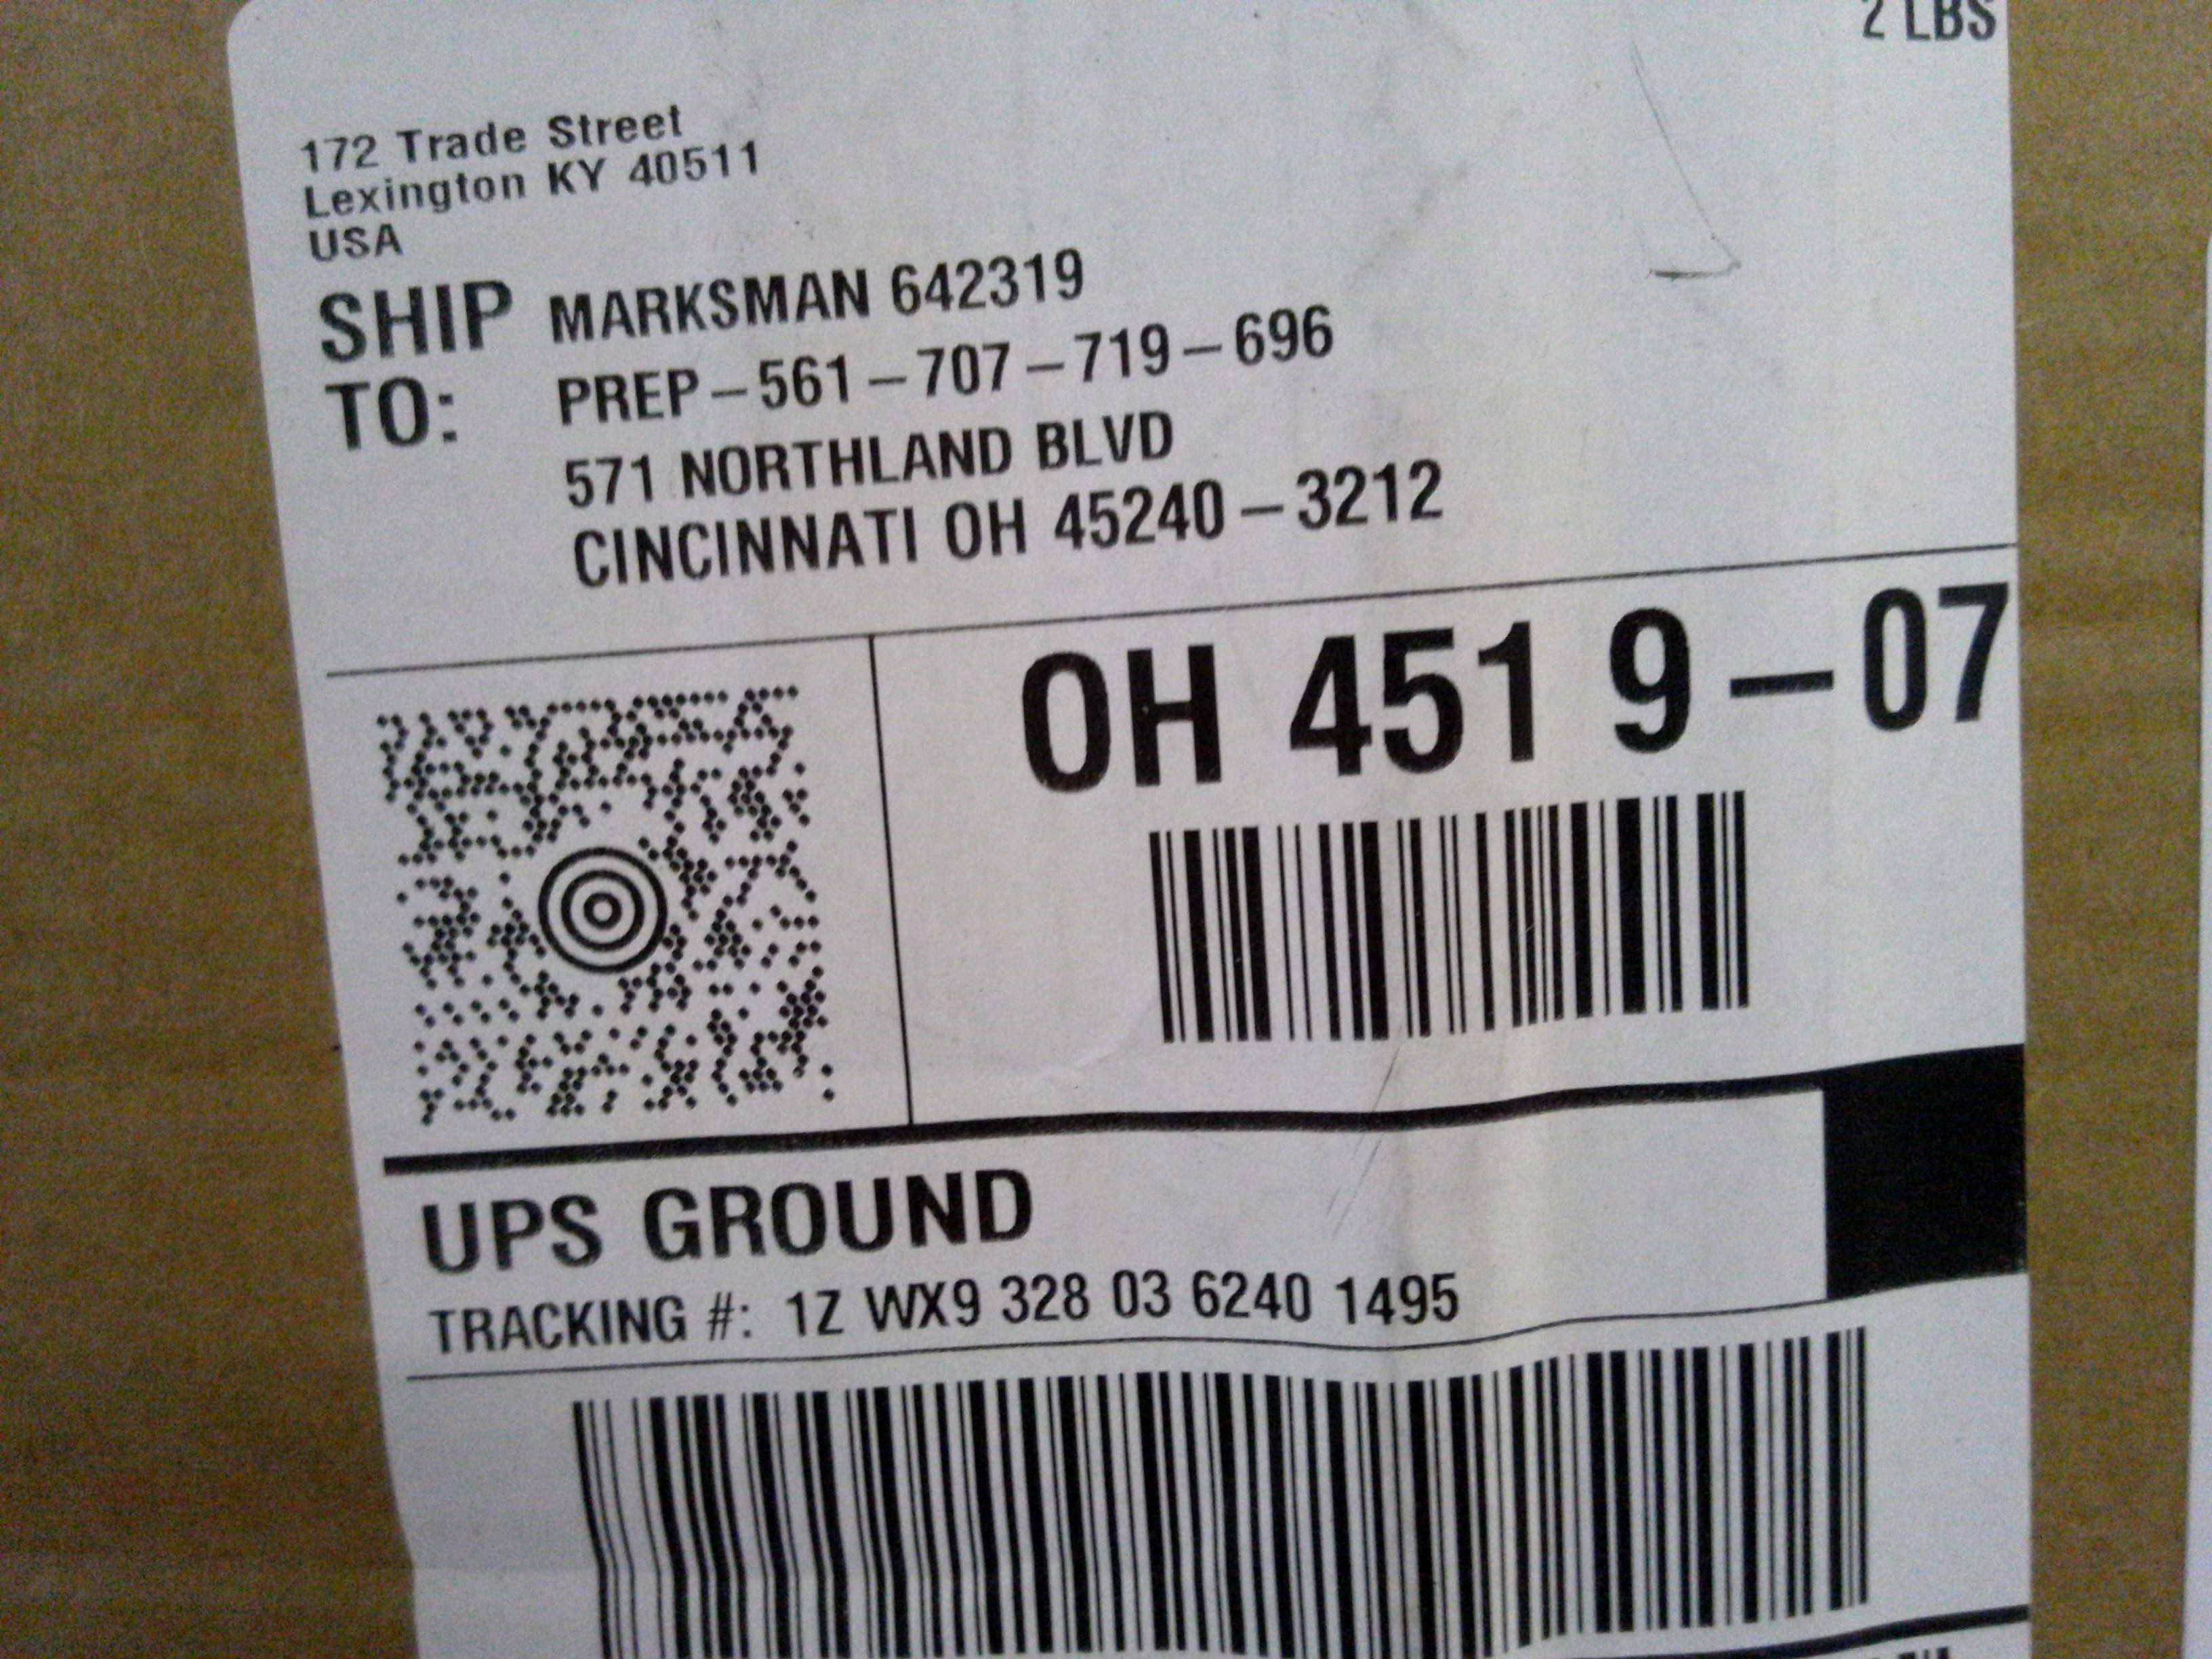 2 LBS
172 Trade Street
Lexington KY 40511
USA
SHIP TO:
MARKSMAN 642319
PREP-561-707-719-696
571 NORTHLAND BLVD
CINCINNATI OH 45240-3212
OH 451 9-07
UPS GROUND
TRACKING #: 1Z WX9 328 03 6240 1495